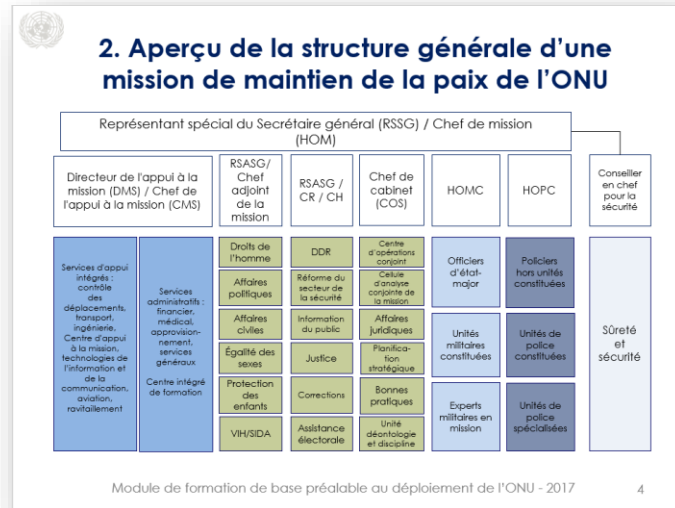 2. Aperçu de la structure générale d'une
mission de maintien de la paix de l'ONU
Représentant spécial du Secrétaire général (RSSG) / Chef de mission
(HOM)
Directeur de l'appui à la
mission (DMS) / Chef de
l'appui à la mission (CMS)
RSASG/
Chef
adjoint
de la
mission
RSASG /
CR / CH
Chef de
cabinet
(COS)
HOMC
HOPC
Conseiller
en chef
pour la
sécurité
Services d'appui
intégrés :
contrôle
des
déplacements,
transport,
ingénierie,
Centre d'appui
à la mission,
technologies de
l'information et
de la
communication,
aviation,
ravitaillement
Services
administratifs :
financier,
médical,
approvision-
nement,
services
généraux
Centre intégré
de formation
Droits de
l'homme
Affaires
politiques
Affaires
civiles
Égalité des
sexes
Protection
des
enfants
VIH/SIDA
DDR
Réforme du
secteur de
la sécurité
Information
du public
Justice
Corrections
Assistance
électorale
Centre
d'opérations
conjoint
Cellule
d'analyse
conjointe de
la mission
Affaires
juridiques
Planifica-
tion
stratégique
Bonnes
pratiques
Unité
déontologie
et discipline
Officiers
d'état-
major
Unités
militaires
constituées
Experts
militaires en
mission
Policiers
hors unités
constituées
Unités de
police
constituées
Unités de
police
spécialisées
Sûreté
et
sécurité
Module de formation de base préalable au déploiement de l'ONU - 2017
4